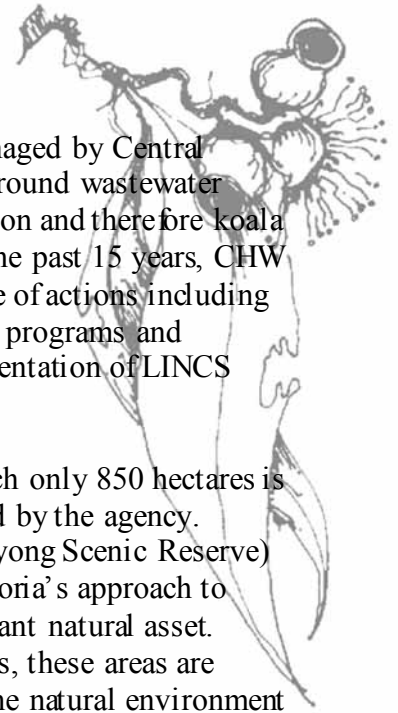 naged by Central
round wastewater
on and therefore koala
ne past 15 years, CHW
e of actions including
programs and
entation of LINCS
ch only 850 hectares is
d by the agency.
yong Scenic Reserve)
oria's approach to
ant natural asset.
s, these areas are
ne natural environment